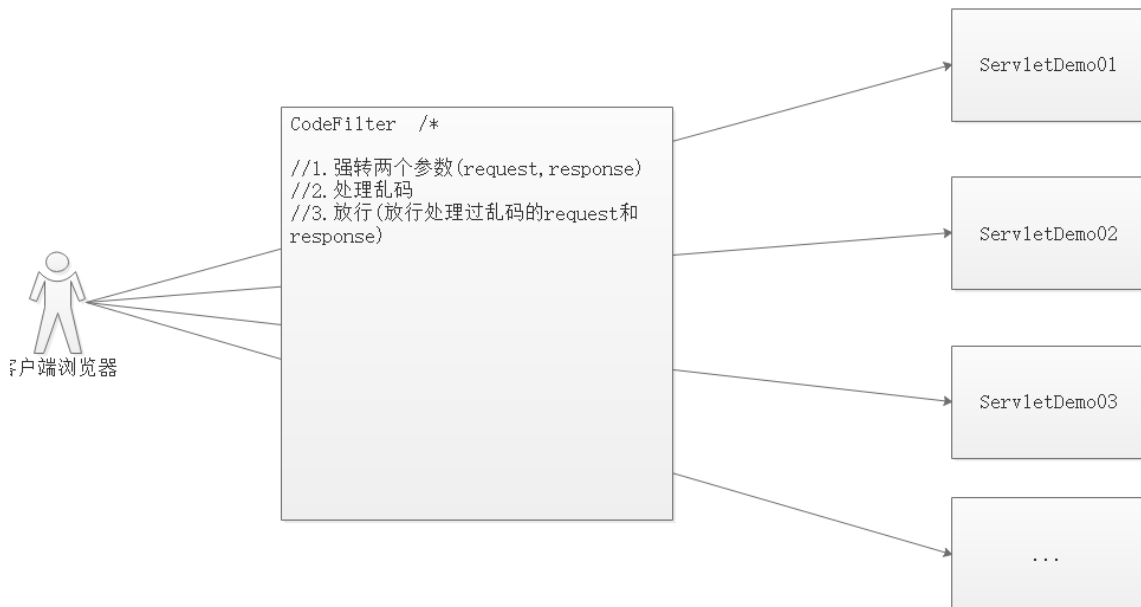 CodeFilter /*
//1.强转两个参数(request,response)
//2.处理乱码
//3.放行(放行处理过乱码的request和
response)
户端浏览器
ServletDemo01
ServletDemo02
ServletDemo03
...